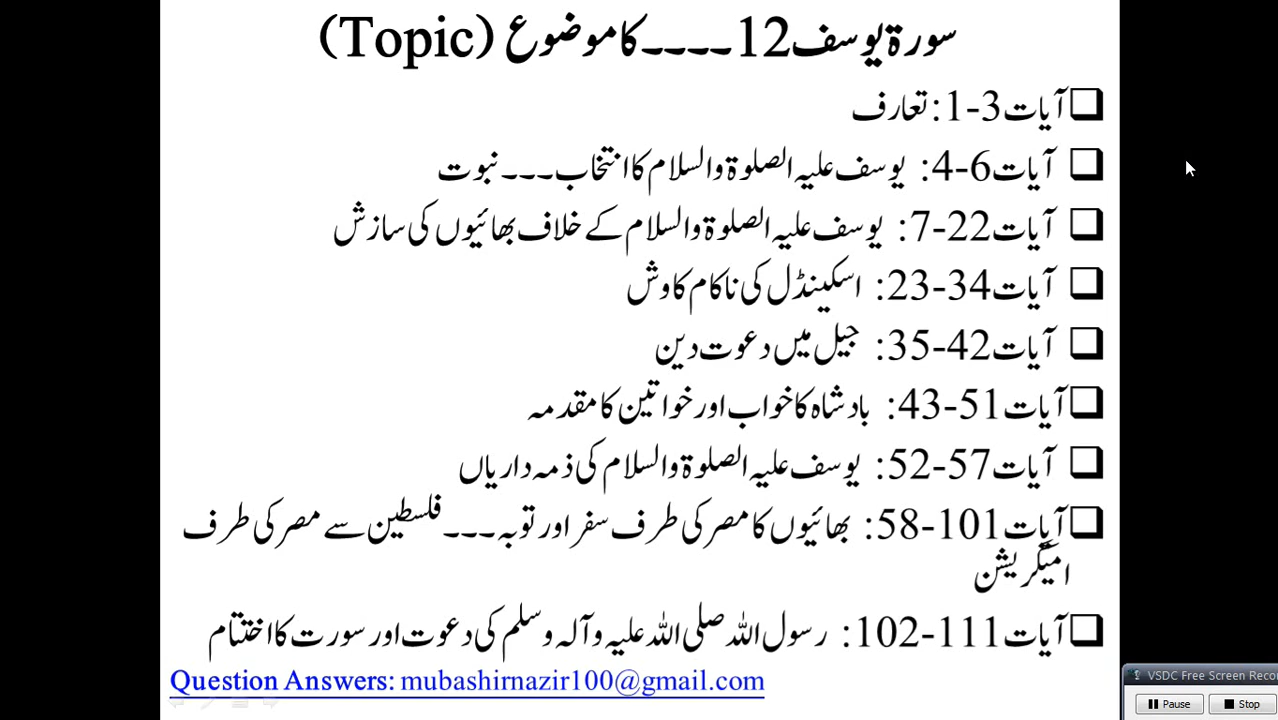 سورۃ یوسف 12۔۔۔۔ کا موضوع (Topic)
آیات 1-3: تعارف
آیات 4-6: یوسف علیہ الصلوۃ والسلام کا انتخاب۔۔۔ نبوت
آیات 7-22: یوسف علیہ الصلوۃ والسلام کے خلاف بھائیوں کی سازش
آیات 23-34: اسکینڈل کی ناکام کاوش
آیات 35-42: جیل میں دعوت دین
آیات 43-51: بادشاہ کا خواب اور خواتین کا مقدمہ
آیات 52-57: یوسف علیہ الصلوۃ والسلام کی ذمہ داریاں
آیات 58-101: بھائیوں کا مصر کی طرف سفر اور توبہ۔۔۔ فلسطین سے مصر کی طرف
امیگریشن
آیات 102-111: رسول اللہ صلی اللہ علیہ وآلہ وسلم کی دعوت اور سورت کا اختتام
Question Answers: mubashirnazir100@gmail.com
VSDC Free Screen Reco
Pause
Stop